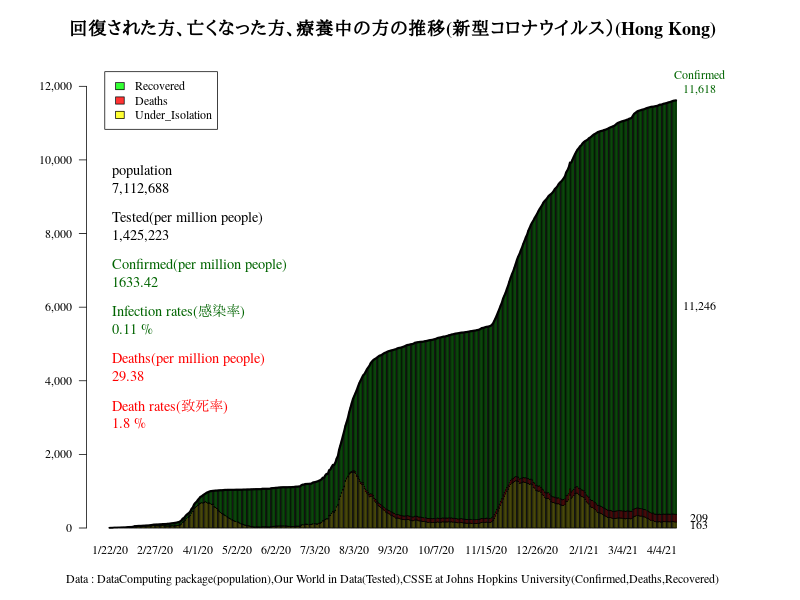 回復された方、亡くなった方、療養中の方の推移(新型コロナウイルス）(Hong Kong)
Confirmed
11,618
Recovered
Deaths
Under_Isolation
12,000
10,000
8,000
6,000
4,000
2,000
0
population
7,112,688
Tested(per million people)
1,425,223
Confirmed(per million people)
1633.42
Infection rates(感染率)
0.11 %
Deaths(per million people)
29.38
Death rates(致死率)
1.8 %
11,246
209
163
1/22/20 2/27/20 4/1/20 5/2/20 6/2/20 7/3/20 8/3/20 9/3/20 10/7/20 11/15/20 12/26/20 2/1/21 3/4/21 4/4/21
Data : DataComputing package(population),Our World in Data(Tested),CSSE at Johns Hopkins University(Confirmed,Deaths,Recovered)